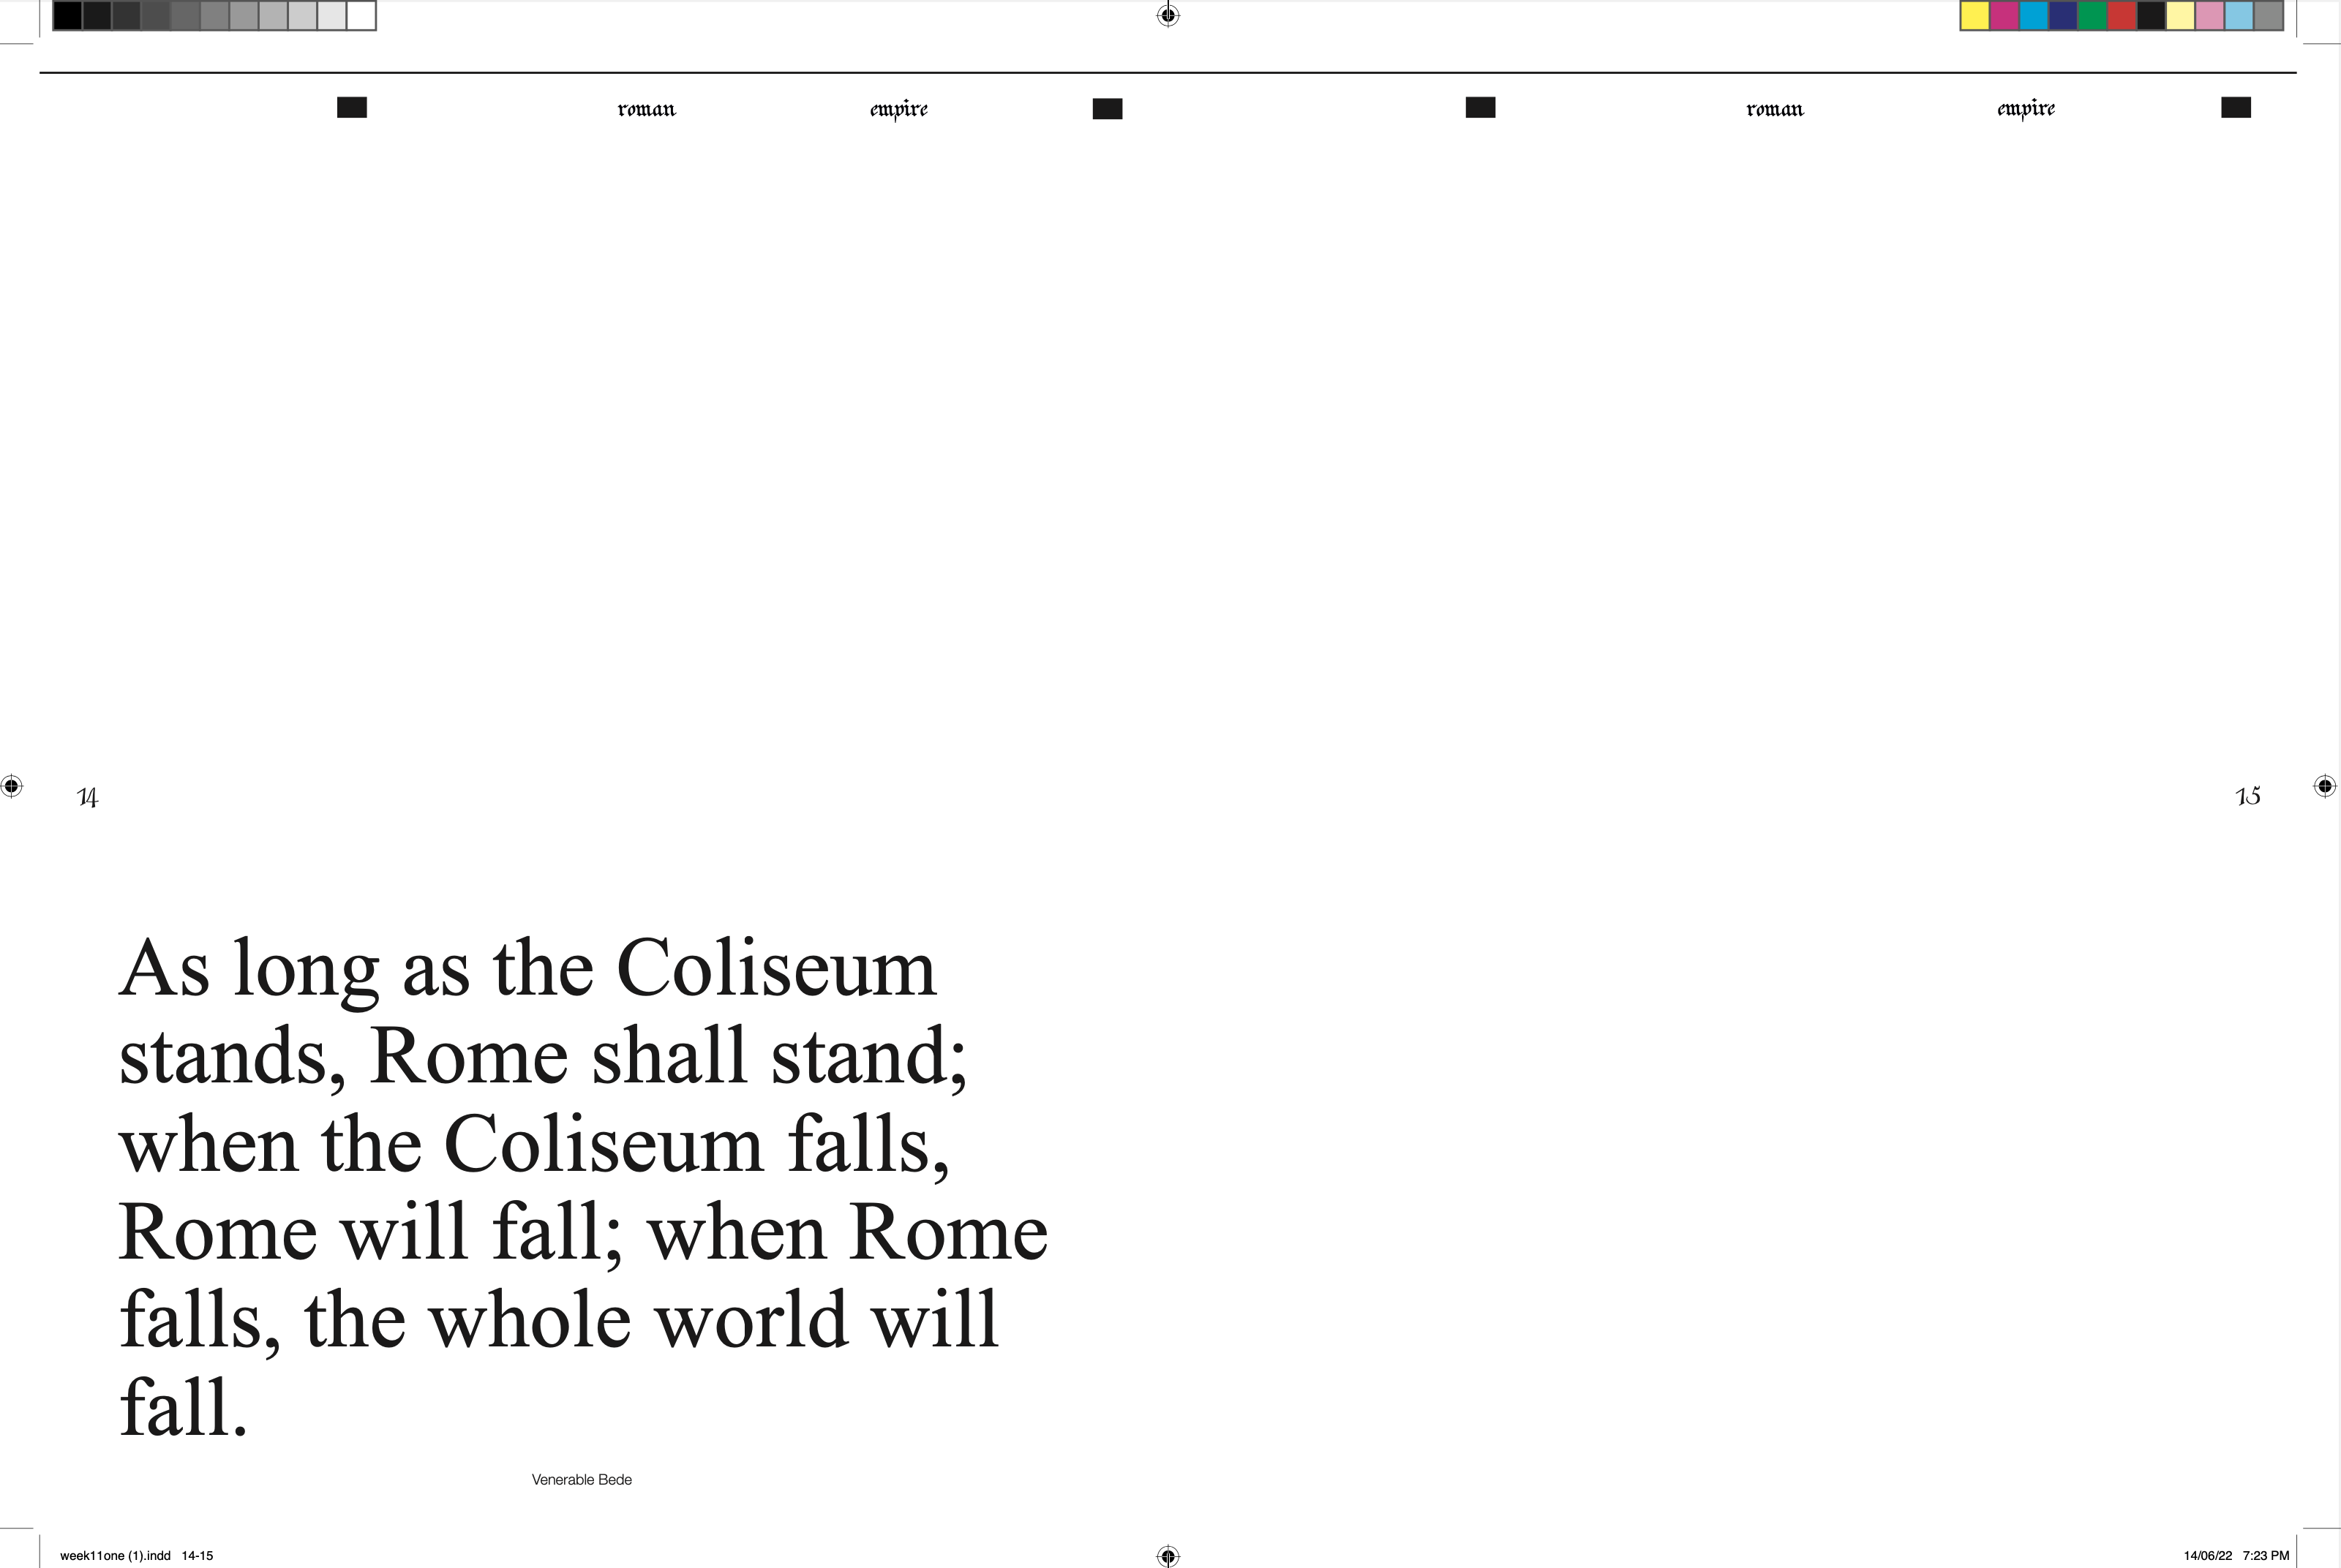 roman empire roman empire
14 15
As long as the Coliseum
stands, Rome shall stand;
when the Coliseum falls,
Rome will fall; when Rome
falls, the whole world will
fall.
Venerable Bede
week11one (1).indd 14-15 14/06/22 7:23 PM